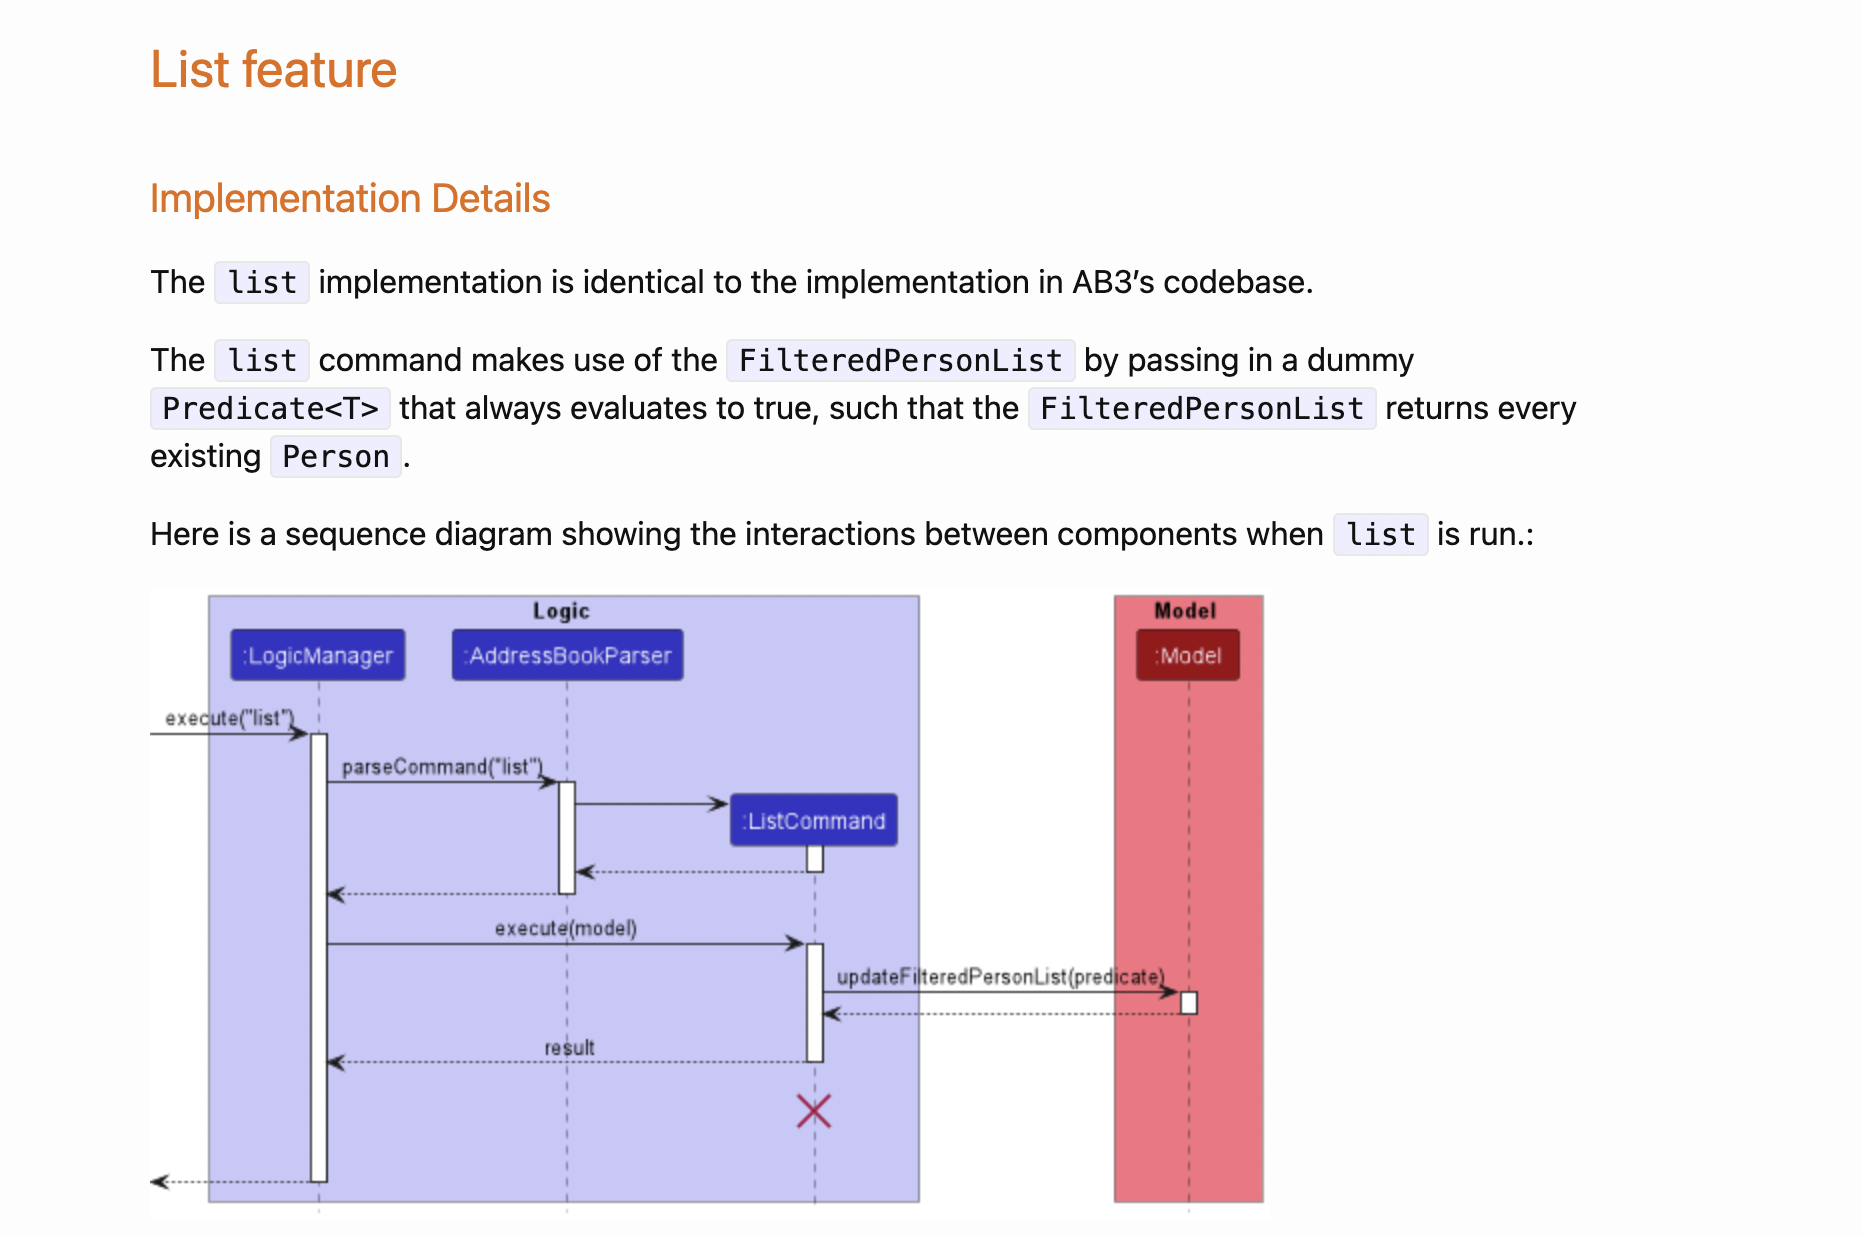 List feature
Implementation Details
The list implementation is identical to the implementation in AB3’s codebase.
The list command makes use of the FilteredPersonList by passing in a dummy
Predicate<T> that always evaluates to true, such that the FilteredPersonList returns every
existing Person.
Here is a sequence diagram showing the interactions between components when list is run.:
Logic
Model
:LogicManager
:AddressBookParser
:Model
execute("list")
parseCommand("list")
:ListCommand
execute(model)
updateFilteredPersonList(predicate)
result